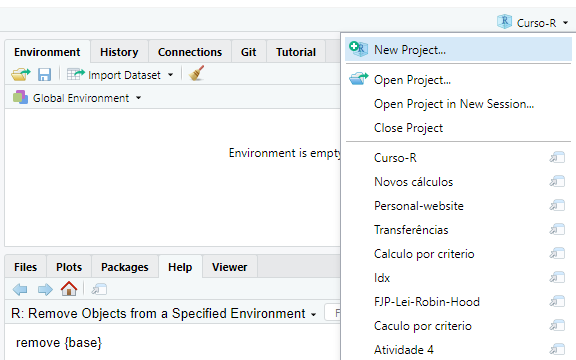 Curso-R
Environment History Connections Git Tutorial
Import Dataset
Global Environment
Environment is empty
Files Plots Packages Help Viewer
R: Remove Objects from a Specified Environment
remove {base}
New Project...
Open Project...
Open Project in New Session...
Close Project
Curso-R
Novos cálculos
Personal-website
Transferências
Calculo por criterio
Idx
FJP-Lei-Robin-Hood
Caculo por criterio
Atividade 4